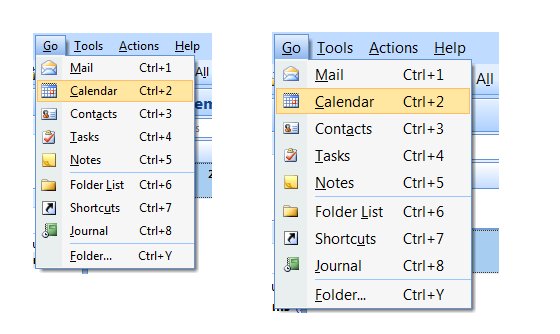 Go Tools Actions Help
Mail Ctrl+1 All
Calendar Ctrl+2
Contacts Ctrl+3
Tasks Ctrl+4
Notes Ctrl+5
Folder List Ctrl+6
Shortcuts Ctrl+7
Journal Ctrl+8
Folder... Ctrl+Y
Go Tools Actions Help
Mail Ctrl+1 All
Calendar Ctrl+2
Contacts Ctrl+3
Tasks Ctrl+4
Notes Ctrl+5
Folder List Ctrl+6
Shortcuts Ctrl+7
Journal Ctrl+8
Folder... Ctrl+Y